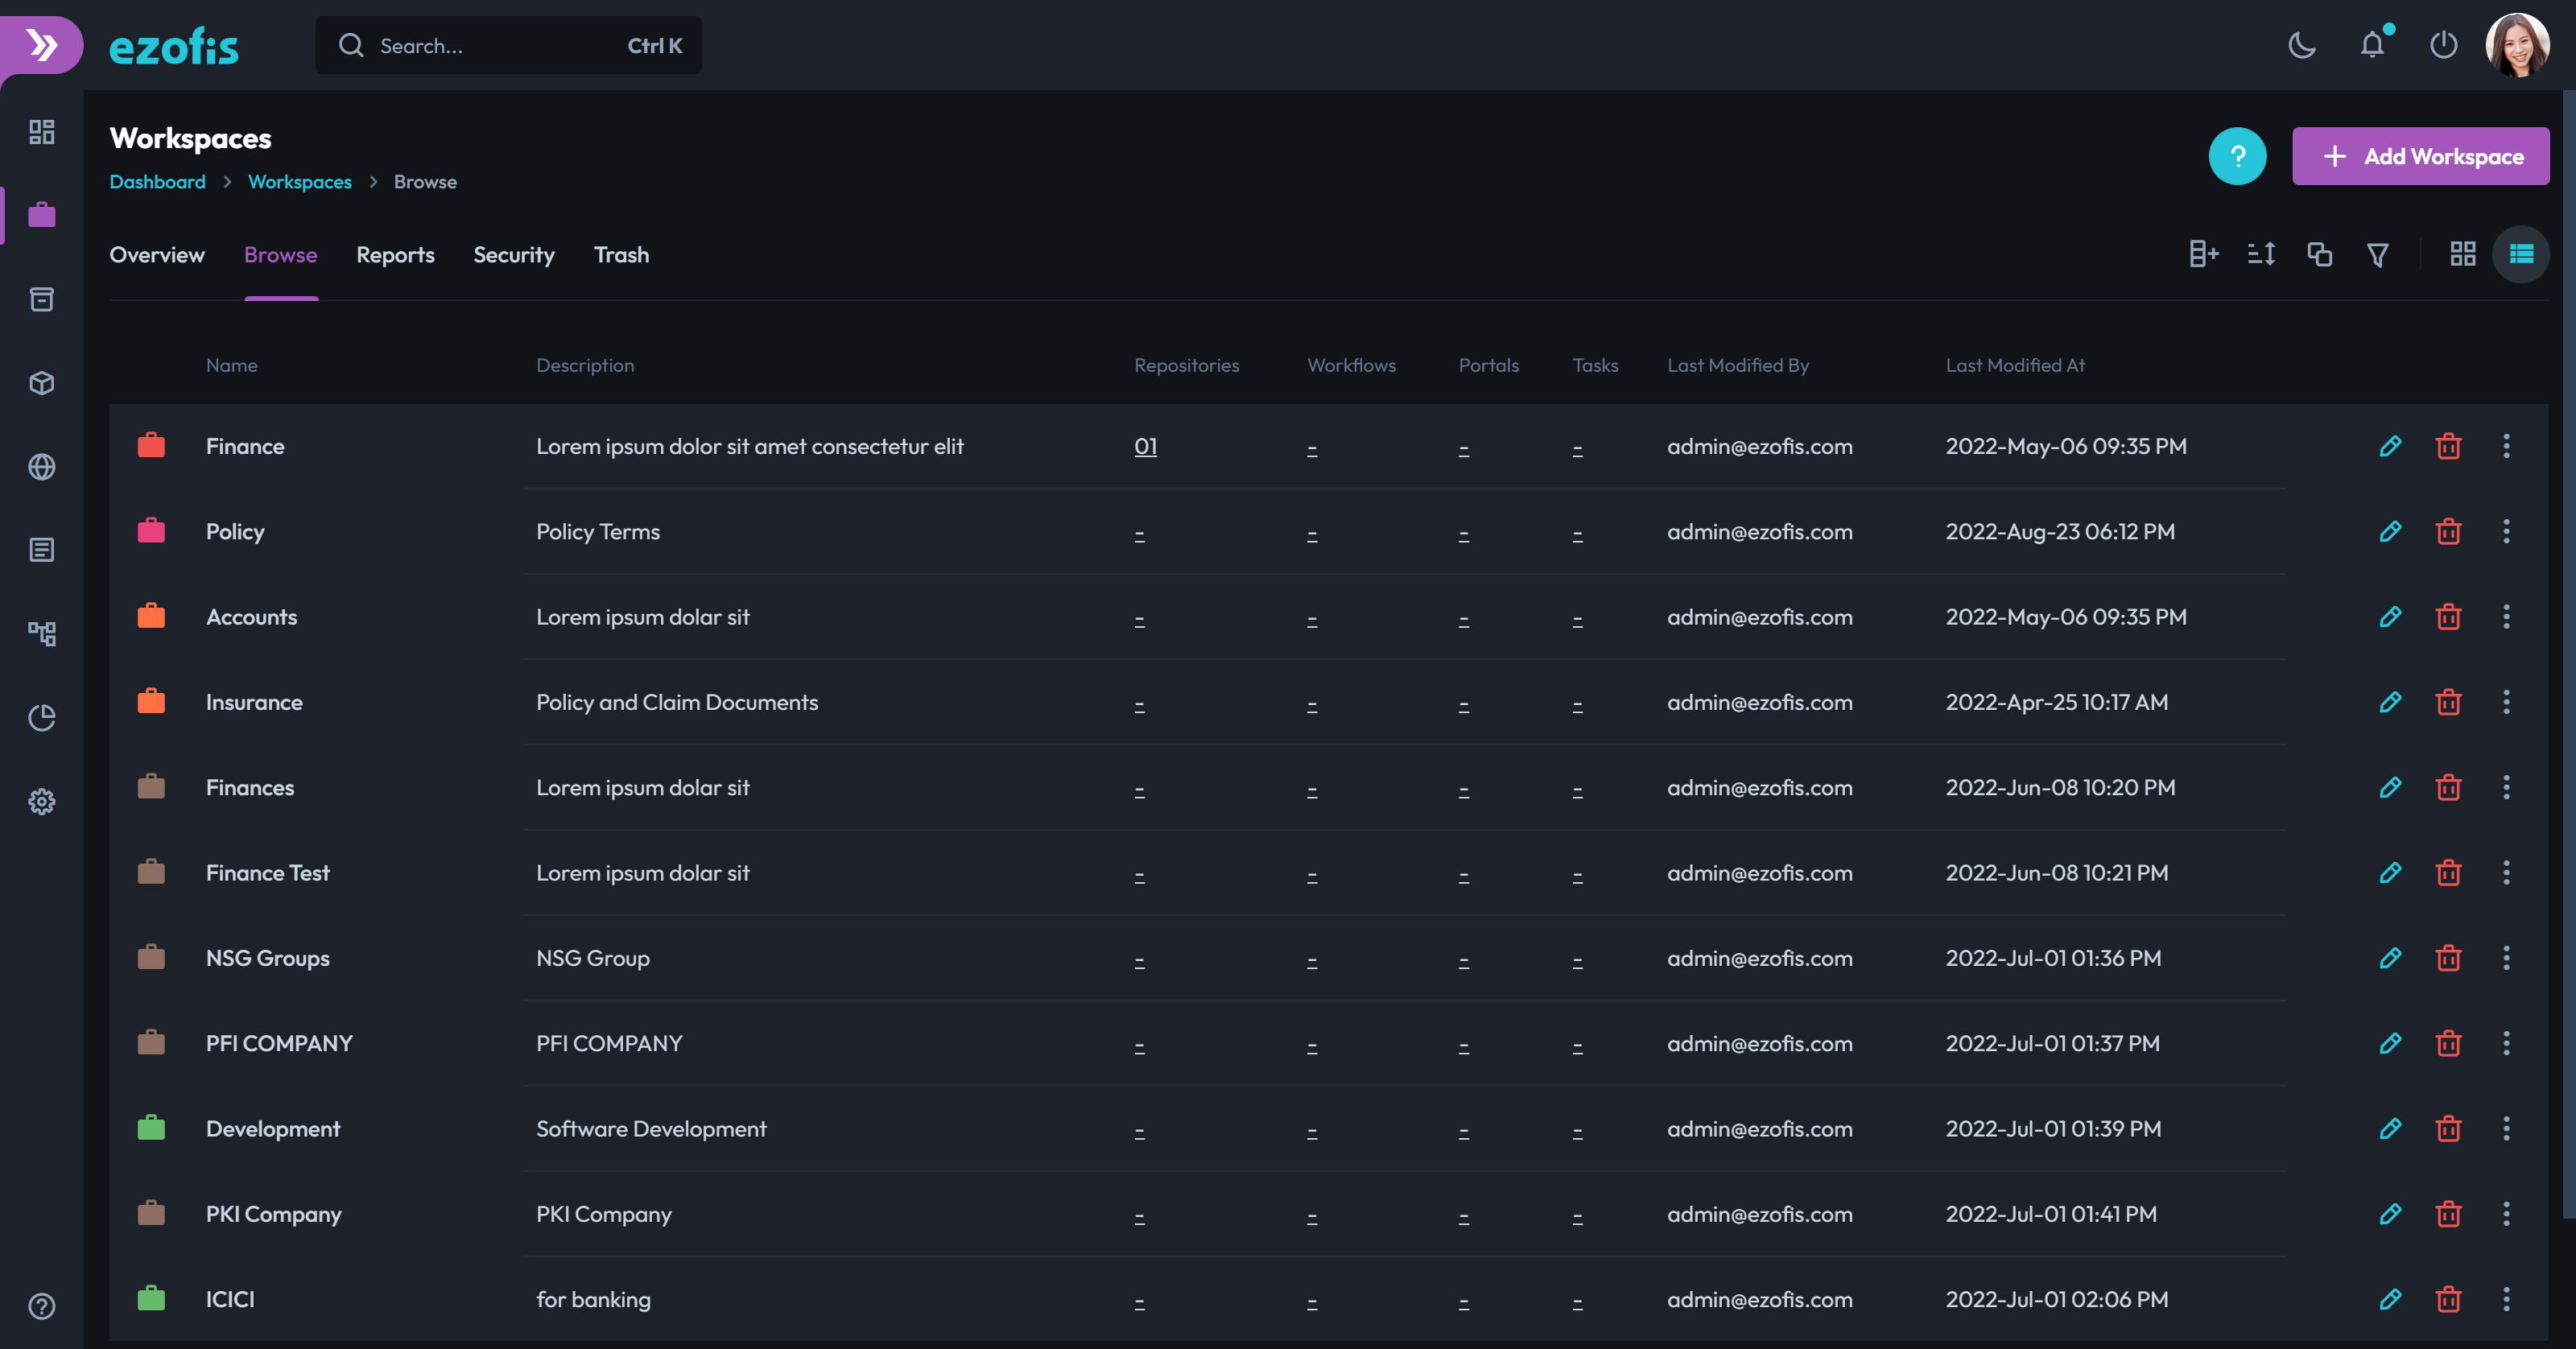 ezofis
Search... Ctrl K
Workspaces
Dashboard > Workspaces > Browse
? + Add Workspace
Overview Browse Reports Security Trash
Name Description Repositories Workflows Portals Tasks Last Modified By Last Modified At
Finance Lorem ipsum dolor sit amet consectetur elit 01 - - - admin@ezofis.com 2022-May-06 09:35 PM
Policy Policy Terms - - - - admin@ezofis.com 2022-Aug-23 06:12 PM
Accounts Lorem ipsum dolar sit - - - - admin@ezofis.com 2022-May-06 09:35 PM
Insurance Policy and Claim Documents - - - - admin@ezofis.com 2022-Apr-25 10:17 AM
Finances Lorem ipsum dolar sit - - - - admin@ezofis.com 2022-Jun-08 10:20 PM
Finance Test Lorem ipsum dolar sit - - - - admin@ezofis.com 2022-Jun-08 10:21 PM
NSG Groups NSG Group - - - - admin@ezofis.com 2022-Jul-01 01:36 PM
PFI COMPANY PFI COMPANY - - - - admin@ezofis.com 2022-Jul-01 01:37 PM
Development Software Development - - - - admin@ezofis.com 2022-Jul-01 01:39 PM
PKI Company PKI Company - - - - admin@ezofis.com 2022-Jul-01 01:41 PM
ICICI for banking - - - - admin@ezofis.com 2022-Jul-01 02:06 PM